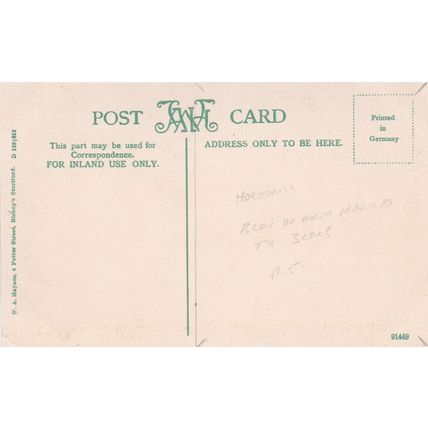 POST CARD
Printed
in
Germany
This part may be used for
Correspondence.
FOR INLAND USE ONLY.
ADDRESS ONLY TO BE HERE.
W. A. Haynes, 4 Potter Street, Bishop's Stortford.
TO
91449